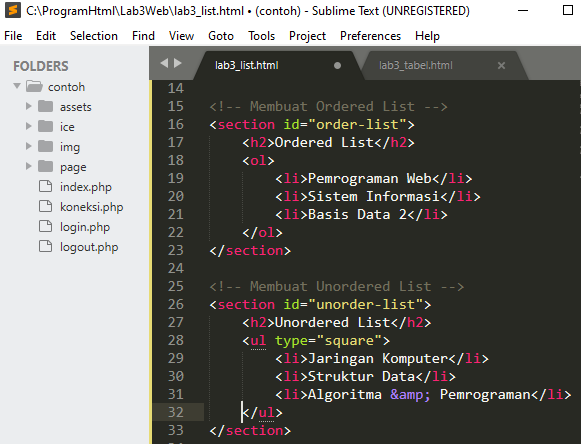 C:\ProgramHtml\Lab3Web\lab3_list.html • (contoh) - Sublime Text (UNREGISTERED)
File Edit Selection Find View Goto Tools Project Preferences Help
FOLDERS
contoh
assets
ice
img
page
index.php
koneksi.php
login.php
logout.php
lab3_list.html
lab3_tabel.html
14
15 <!-- Membuat Ordered List -->
16 <section id="order-list">
17 <h2>Ordered List</h2>
18 <ol>
19 <li>Pemrograman Web</li>
20 <li>Sistem Informasi</li>
21 <li>Basis Data 2</li>
22 </ol>
23 </section>
24
25 <!-- Membuat Unordered List -->
26 <section id="unorder-list">
27 <h2>Unordered List</h2>
28 <ul type="square">
29 <li>Jaringan Komputer</li>
30 <li>Struktur Data</li>
31 <li>Algoritma &amp; Pemrograman</li>
32 </ul>
33 </section>